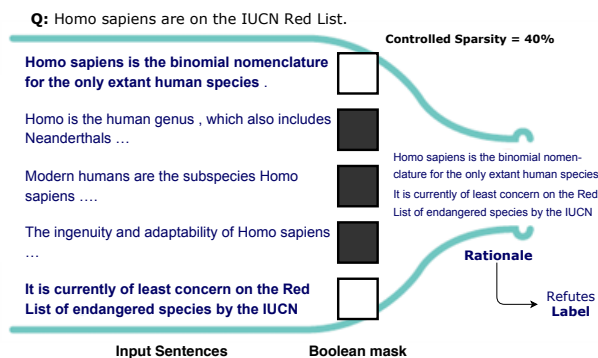 Q: Homo sapiens are on the IUCN Red List.
Controlled Sparsity = 40%
Homo sapiens is the binomial nomenclature
for the only extant human species .
Homo is the human genus , which also includes
Neanderthals …
Modern humans are the subspecies Homo
sapiens ….
The ingenuity and adaptability of Homo sapiens
…
It is currently of least concern on the Red
List of endangered species by the IUCN
Homo sapiens is the binomial nomen-
clature for the only extant human species
It is currently of least concern on the Red
List of endangered species by the IUCN
Rationale
Refutes
Label
Input Sentences
Boolean mask